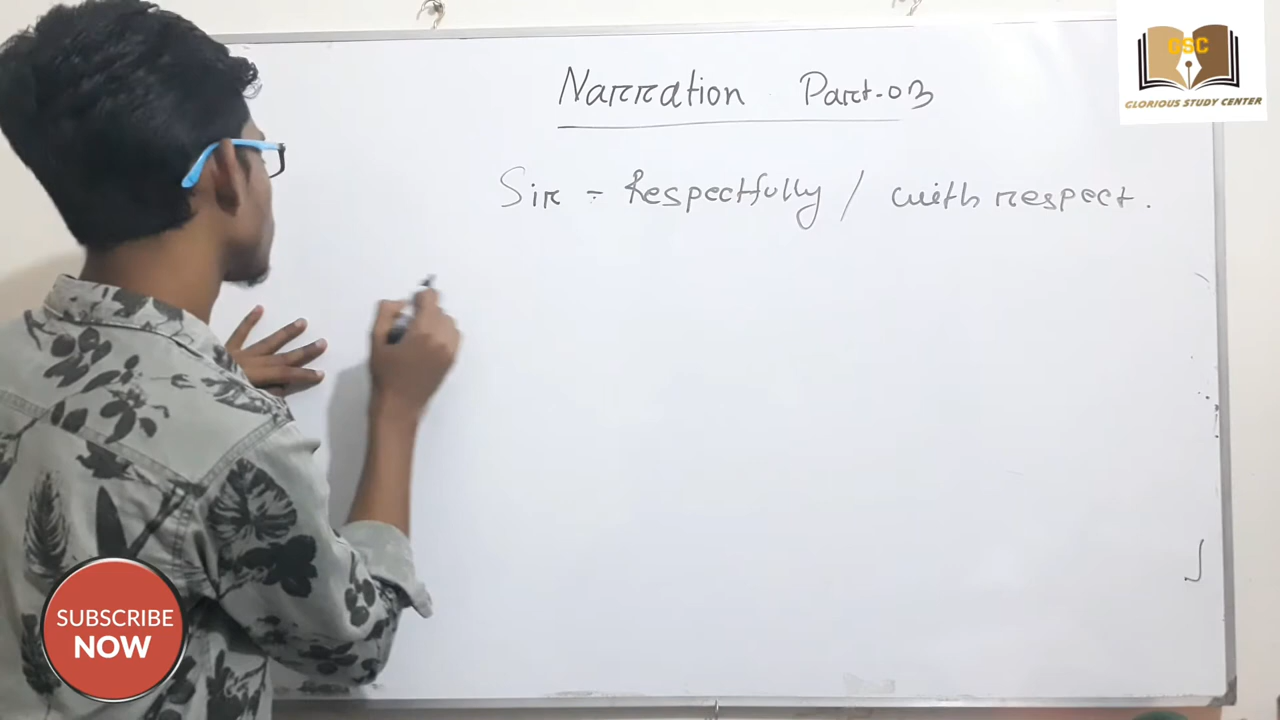 Narration Part-03
Sir - Respectfully / with respect.
GSC
GLORIOUS STUDY CENTER
SUBSCRIBE
NOW